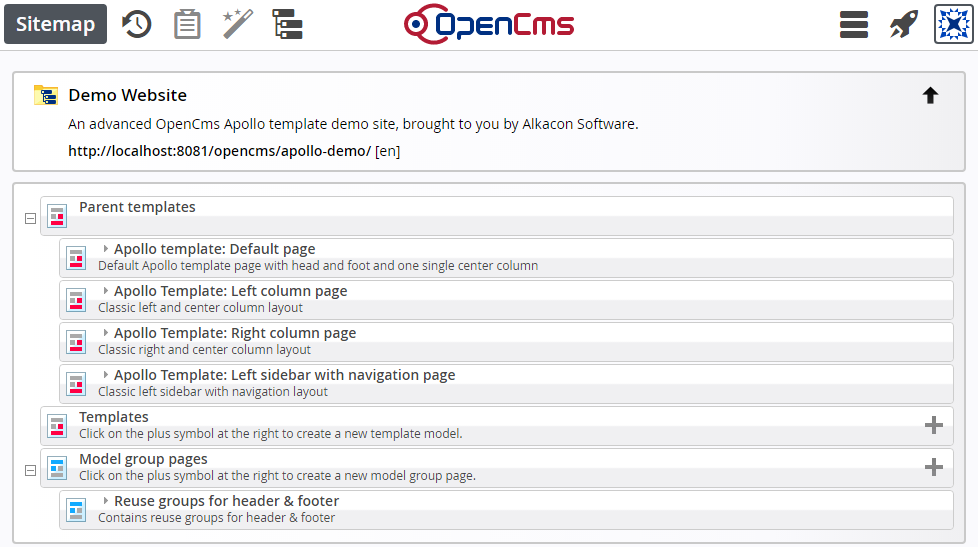 Sitemap
OpenCms
Demo Website
An advanced OpenCms Apollo template demo site, brought to you by Alkacon Software.
http://localhost:8081/opencms/apollo-demo/ [en]
Parent templates
Apollo template: Default page
Default Apollo template page with head and foot and one single center column
Apollo Template: Left column page
Classic left and center column layout
Apollo Template: Right column page
Classic right and center column layout
Apollo Template: Left sidebar with navigation page
Classic left sidebar with navigation layout
Templates
Click on the plus symbol at the right to create a new template model.
Model group pages
Click on the plus symbol at the right to create a new model group page.
Reuse groups for header & footer
Contains reuse groups for header & footer